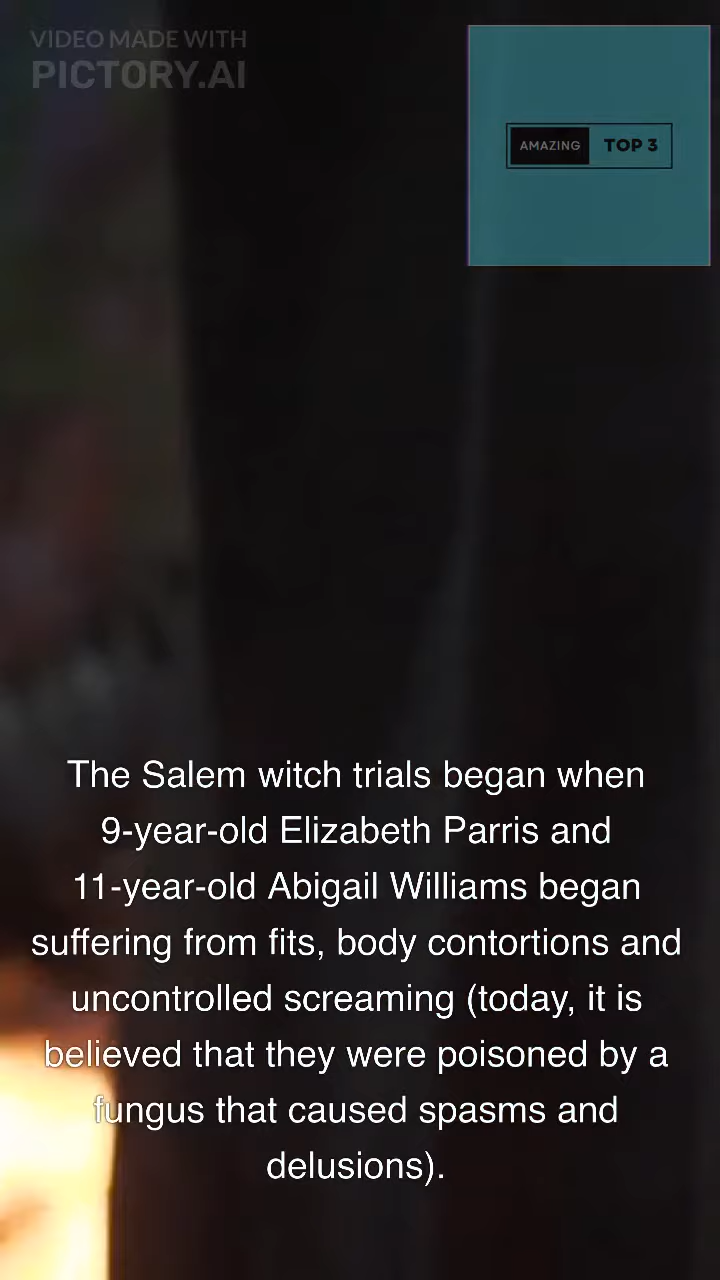 VIDEO MADE WITH
PICTORY.AI
AMAZING TOP 3
The Salem witch trials began when
9-year-old Elizabeth Parris and
11-year-old Abigail Williams began
suffering from fits, body contortions and
uncontrolled screaming (today, it is
believed that they were poisoned by a
fungus that caused spasms and
delusions).